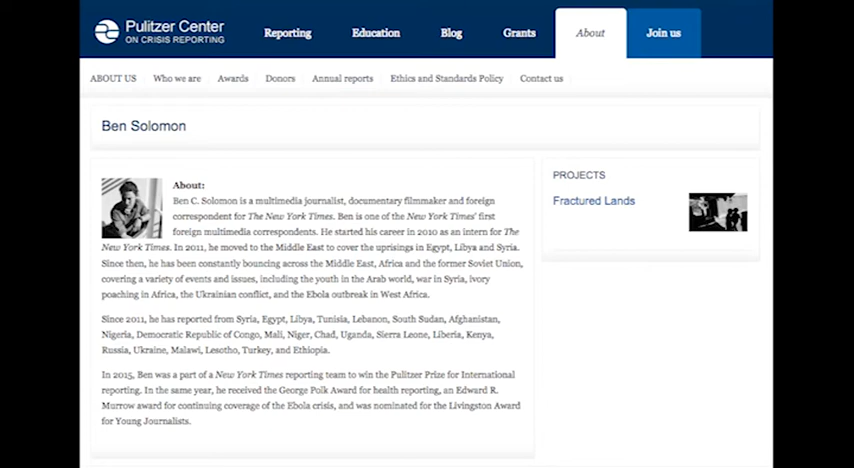 Pulitzer Center
ON CRISIS REPORTING
Reporting
Education
Blog
Grants
About
Join us
ABOUT US
Who we are
Awards
Donors
Annual reports
Ethics and Standards Policy
Contact us
Ben Solomon
About:
Ben C. Solomon is a multimedia journalist, documentary filmmaker and foreign
correspondent for The New York Times. Ben is one of the New York Times' first
foreign multimedia correspondents. He started his career in 2010 as an intern for The
New York Times. In 2011, he moved to the Middle East to cover the uprisings in Egypt, Libya and Syria.
Since then, he has been constantly bouncing across the Middle East, Africa and the former Soviet Union,
covering a variety of events and issues, including the youth in the Arab world, war in Syria, ivory
poaching in Africa, the Ukrainian conflict, and the Ebola outbreak in West Africa.
Since 2011, he has reported from Syria, Egypt, Libya, Tunisia, Lebanon, South Sudan, Afghanistan,
Nigeria, Democratic Republic of Congo, Mali, Niger, Chad, Uganda, Sierra Leone, Liberia, Kenya,
Russia, Ukraine, Malawi, Lesotho, Turkey, and Ethiopia.
In 2015, Ben was a part of a New York Times reporting team to win the Pulitzer Prize for International
reporting. In the same year, he received the George Polk Award for health reporting, an Edward R.
Murrow award for continuing coverage of the Ebola crisis, and was nominated for the Livingston Award
for Young Journalists.
PROJECTS
Fractured Lands